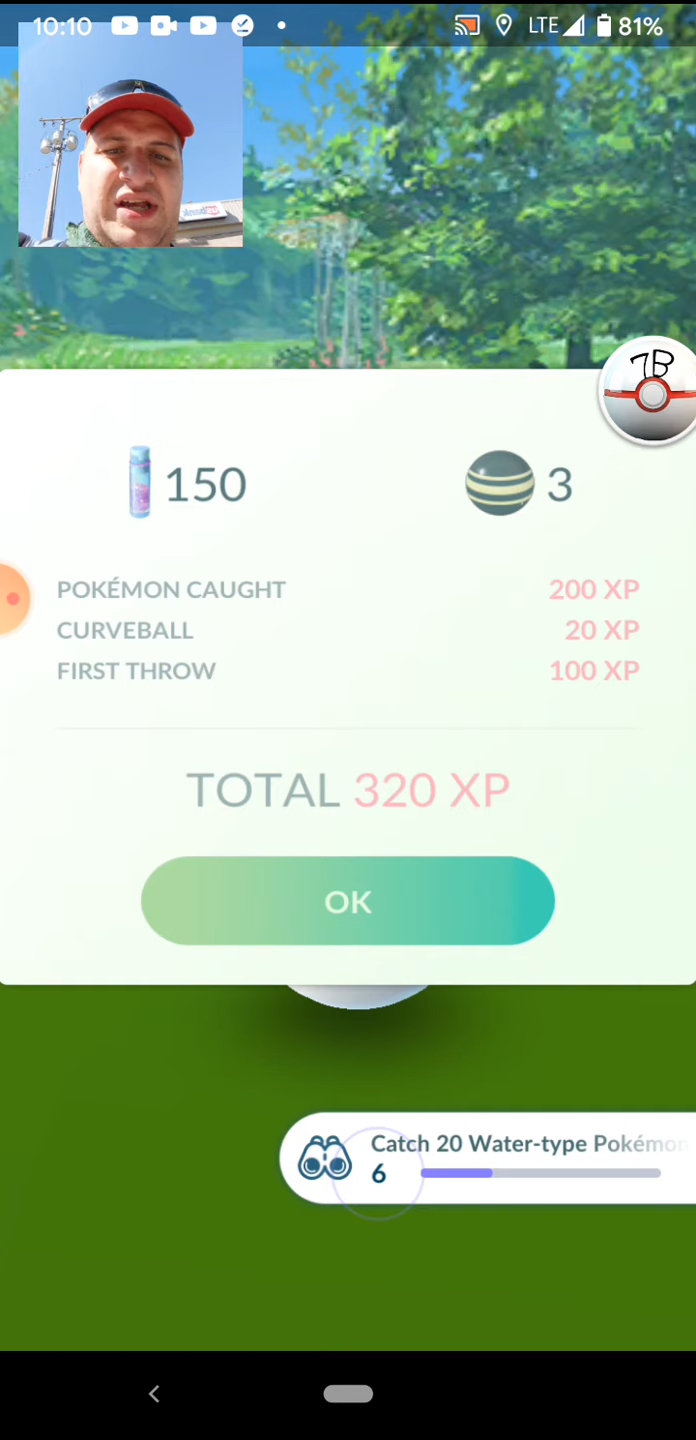 10:10 LTE 81%
7B
150 3
POKÉMON CAUGHT 200 XP
CURVEBALL 20 XP
FIRST THROW 100 XP
TOTAL 320 XP
OK
Catch 20 Water-type Pokémon
6